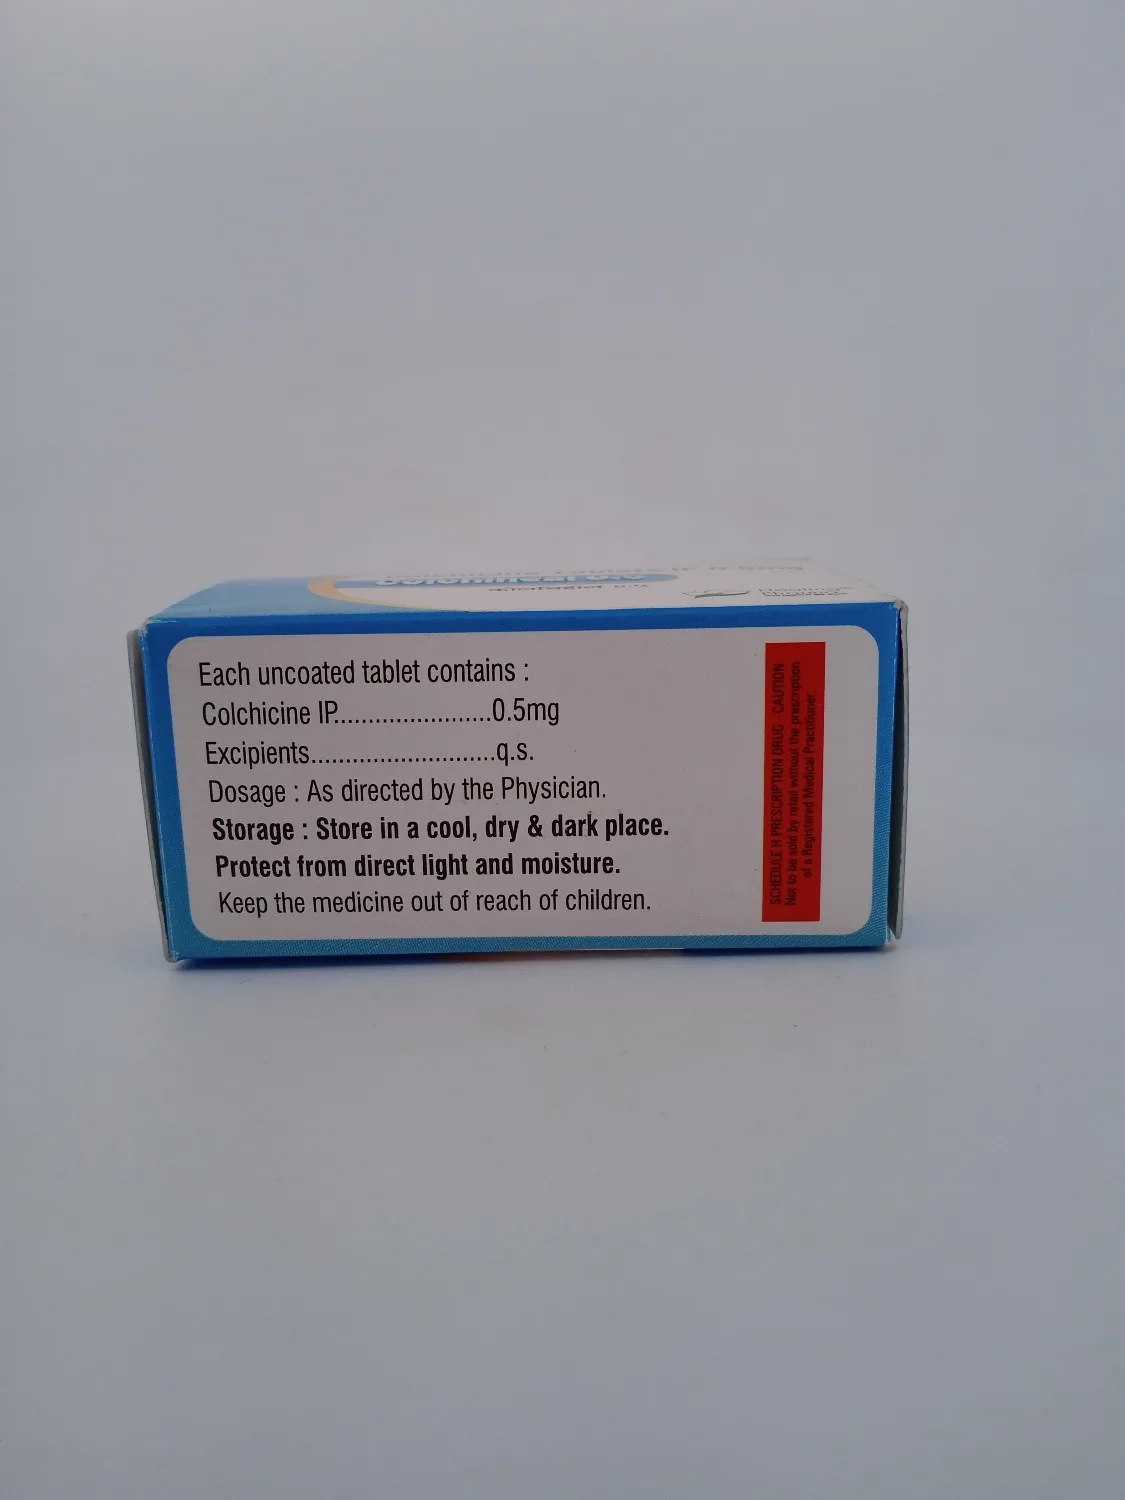 Each uncoated tablet contains :
Colchicine IP.......................0.5mg
Excipients...........................q.s.
Dosage : As directed by the Physician.
Storage : Store in a cool, dry & dark place.
Protect from direct light and moisture.
Keep the medicine out of reach of children.
SCHEDULE H PRESCRIPTION DRUG - CAUTION
Not to be sold by retail without the prescription
of a Registered Medical Practitioner.